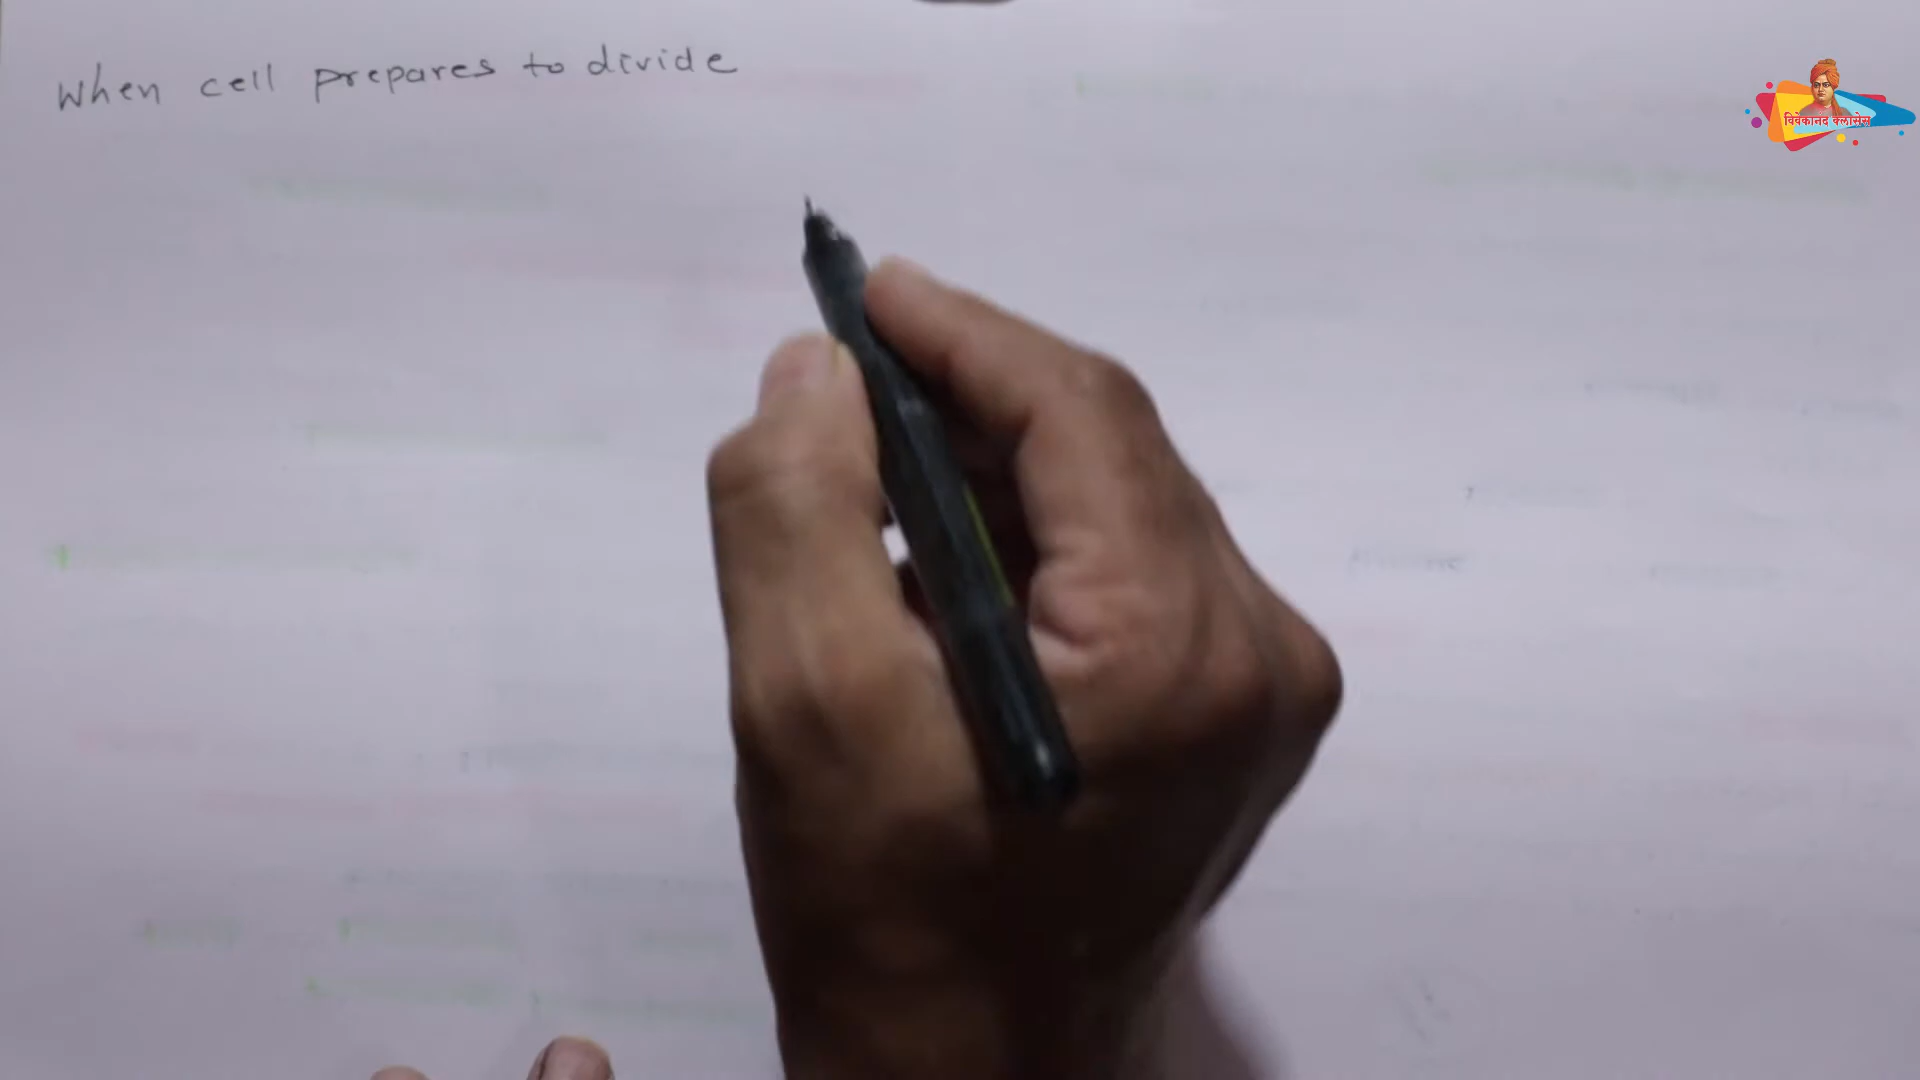 When cell prepares to divide
विवेकानंद क्लासेस